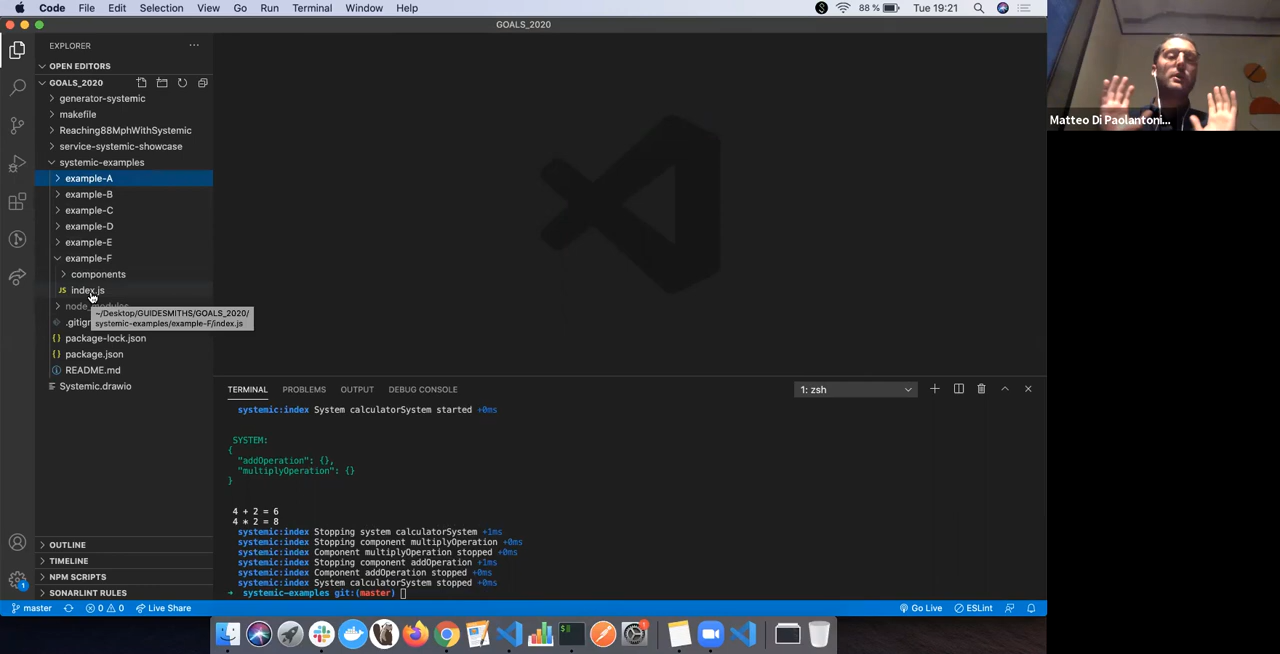 Code File Edit Selection View Go Run Terminal Window Help
88 % Tue 19:21
GOALS_2020
EXPLORER
OPEN EDITORS
GOALS_2020
generator-systemic
makefile
Reaching88MphWithSystemic
service-systemic-showcase
systemic-examples
example-A
example-B
example-C
example-D
example-E
example-F
components
JS index.js
node_modules
~/Desktop/GUIDESMITHS/GOALS_2020/
systemic-examples/example-F/index.js
.gitign
{} package-lock.json
{} package.json
README.md
Systemic.drawio
OUTLINE
TIMELINE
NPM SCRIPTS
SONARLINT RULES
TERMINAL PROBLEMS OUTPUT DEBUG CONSOLE
1: zsh
systemic:index System calculatorSystem started +0ms
SYSTEM:
{
"addOperation": {},
"multiplyOperation": {}
}
4 + 2 = 6
4 * 2 = 8
systemic:index Stopping system calculatorSystem +1ms
systemic:index Stopping component multiplyOperation +0ms
systemic:index Component multiplyOperation stopped +0ms
systemic:index Stopping component addOperation +1ms
systemic:index Component addOperation stopped +0ms
systemic:index System calculatorSystem stopped +0ms
→ systemic-examples git:(master)
1
master 0 0 Live Share
Go Live ESLint
Matteo Di Paolantoni...